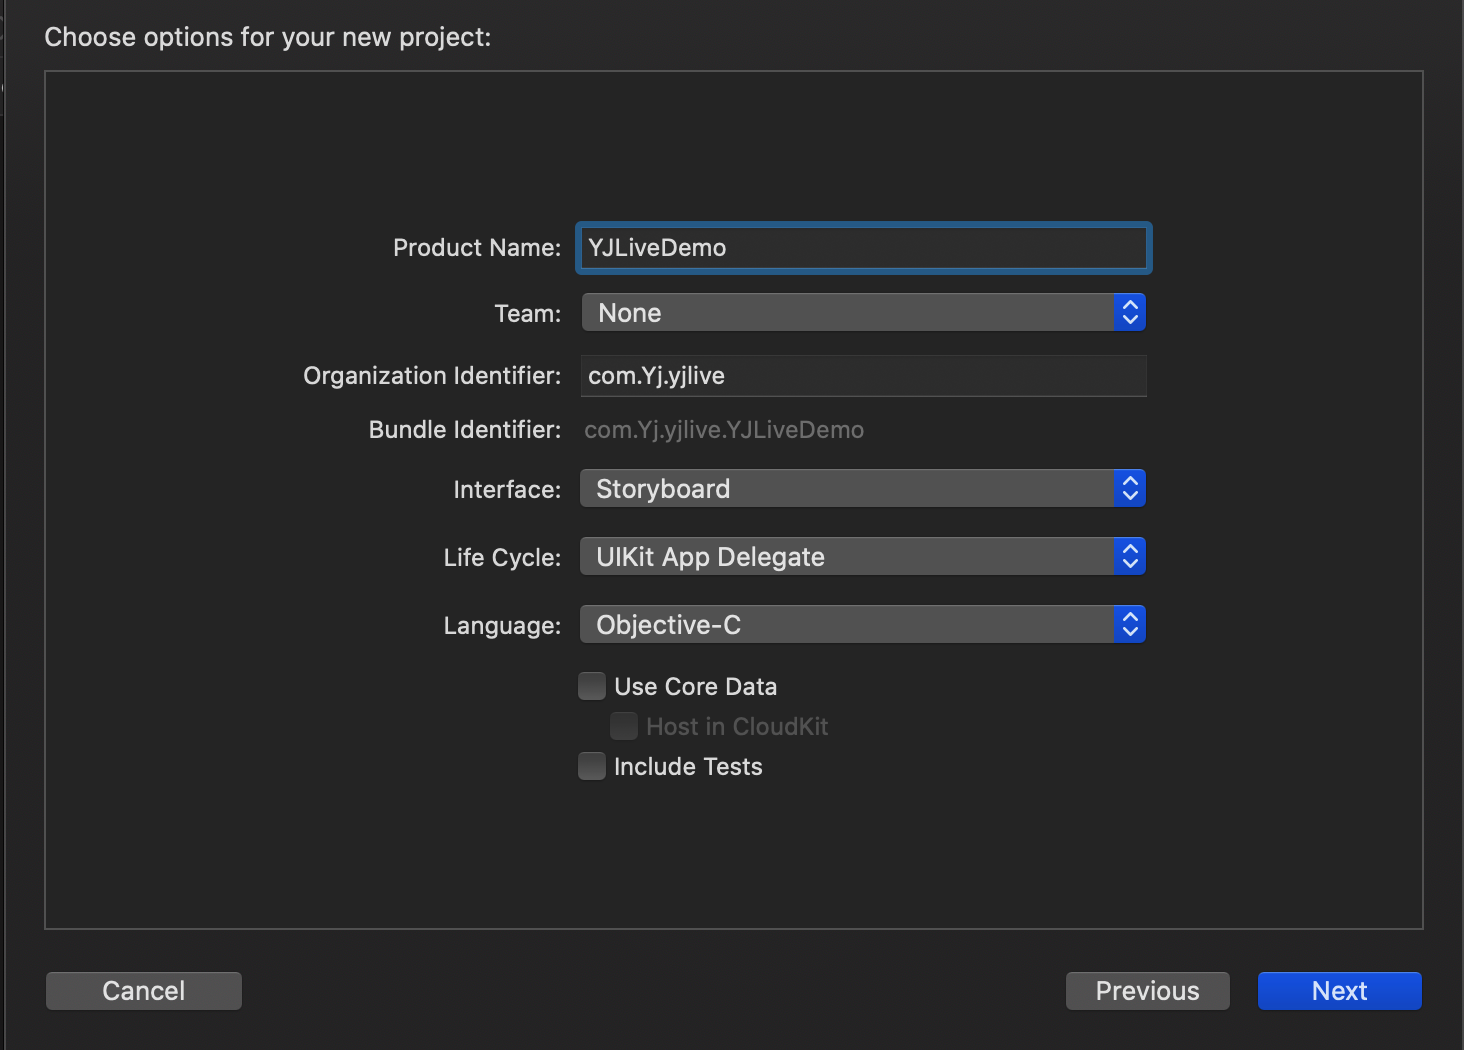 Choose options for your new project:
Product Name: YJLiveDemo
Team: None
Organization Identifier: com.Yj.yjlive
Bundle Identifier: com.Yj.yjlive.YJLiveDemo
Interface: Storyboard
Life Cycle: UIKit App Delegate
Language: Objective-C
Use Core Data
Host in CloudKit
Include Tests
Cancel Previous Next